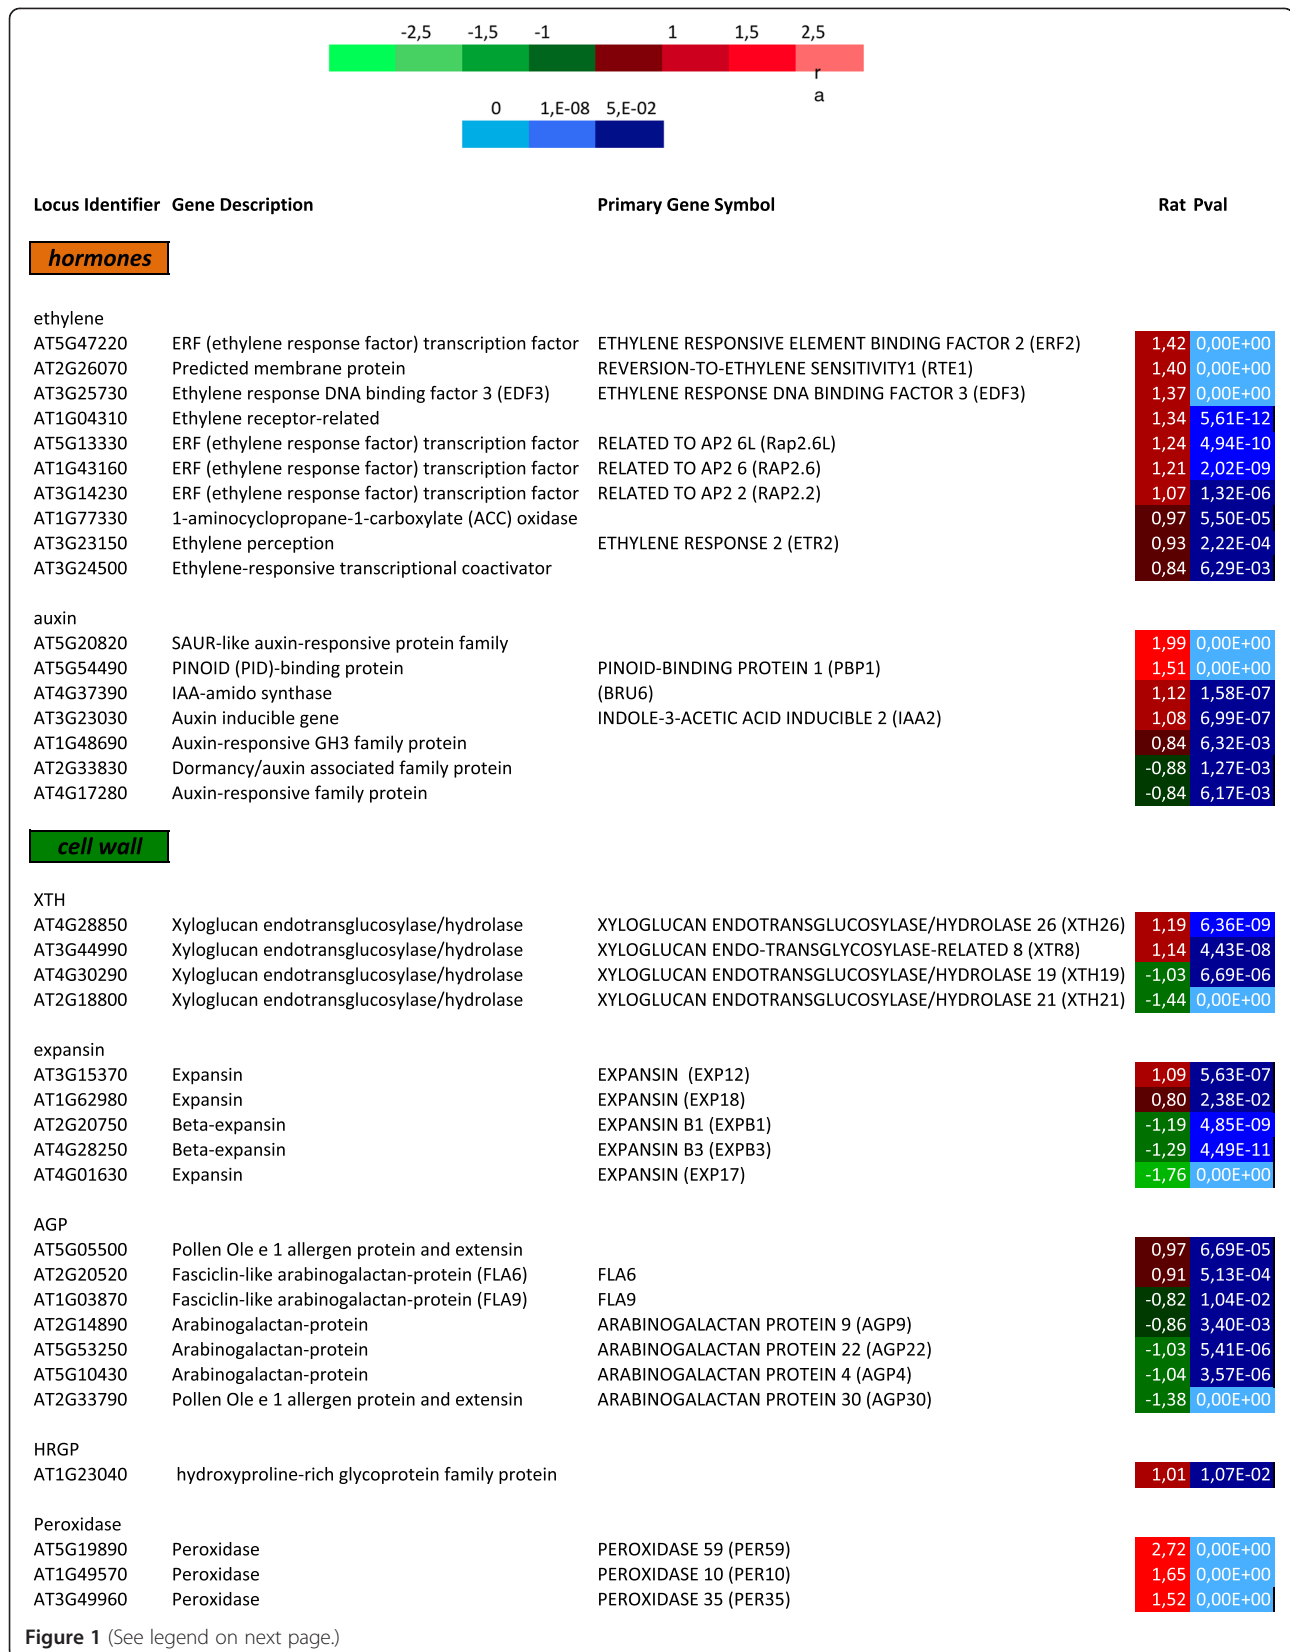 -2,5 -1,5 -1 1 1,5 2,5
r
a
0 1,E-08 5,E-02
Locus Identifier Gene Description Primary Gene Symbol Rat Pval
hormones
ethylene
AT5G47220 ERF (ethylene response factor) transcription factor ETHYLENE RESPONSIVE ELEMENT BINDING FACTOR 2 (ERF2) 1,42 0,00E+00
AT2G26070 Predicted membrane protein REVERSION-TO-ETHYLENE SENSITIVITY1 (RTE1) 1,40 0,00E+00
AT3G25730 Ethylene response DNA binding factor 3 (EDF3) ETHYLENE RESPONSE DNA BINDING FACTOR 3 (EDF3) 1,37 0,00E+00
AT1G04310 Ethylene receptor-related 1,34 5,61E-12
AT5G13330 ERF (ethylene response factor) transcription factor RELATED TO AP2 6L (Rap2.6L) 1,24 4,94E-10
AT1G43160 ERF (ethylene response factor) transcription factor RELATED TO AP2 6 (RAP2.6) 1,21 2,02E-09
AT3G14230 ERF (ethylene response factor) transcription factor RELATED TO AP2 2 (RAP2.2) 1,07 1,32E-06
AT1G77330 1-aminocyclopropane-1-carboxylate (ACC) oxidase 0,97 5,50E-05
AT3G23150 Ethylene perception ETHYLENE RESPONSE 2 (ETR2) 0,93 2,22E-04
AT3G24500 Ethylene-responsive transcriptional coactivator 0,84 6,29E-03
auxin
AT5G20820 SAUR-like auxin-responsive protein family 1,99 0,00E+00
AT5G54490 PINOID (PID)-binding protein PINOID-BINDING PROTEIN 1 (PBP1) 1,51 0,00E+00
AT4G37390 IAA-amido synthase (BRU6) 1,12 1,58E-07
AT3G23030 Auxin inducible gene INDOLE-3-ACETIC ACID INDUCIBLE 2 (IAA2) 1,08 6,99E-07
AT1G48690 Auxin-responsive GH3 family protein 0,84 6,32E-03
AT2G33830 Dormancy/auxin associated family protein -0,88 1,27E-03
AT4G17280 Auxin-responsive family protein -0,84 6,17E-03
cell wall
XTH
AT4G28850 Xyloglucan endotransglucosylase/hydrolase XYLOGLUCAN ENDOTRANSGLUCOSYLASE/HYDROLASE 26 (XTH26) 1,19 6,36E-09
AT3G44990 Xyloglucan endotransglucosylase/hydrolase XYLOGLUCAN ENDO-TRANSGLYCOSYLASE-RELATED 8 (XTR8) 1,14 4,43E-08
AT4G30290 Xyloglucan endotransglucosylase/hydrolase XYLOGLUCAN ENDOTRANSGLUCOSYLASE/HYDROLASE 19 (XTH19) -1,03 6,69E-06
AT2G18800 Xyloglucan endotransglucosylase/hydrolase XYLOGLUCAN ENDOTRANSGLUCOSYLASE/HYDROLASE 21 (XTH21) -1,44 0,00E+00
expansin
AT3G15370 Expansin EXPANSIN (EXP12) 1,09 5,63E-07
AT1G62980 Expansin EXPANSIN (EXP18) 0,80 2,38E-02
AT2G20750 Beta-expansin EXPANSIN B1 (EXPB1) -1,19 4,85E-09
AT4G28250 Beta-expansin EXPANSIN B3 (EXPB3) -1,29 4,49E-11
AT4G01630 Expansin EXPANSIN (EXP17) -1,76 0,00E+00
AGP
AT5G05500 Pollen Ole e 1 allergen protein and extensin 0,97 6,69E-05
AT2G20520 Fasciclin-like arabinogalactan-protein (FLA6) FLA6 0,91 5,13E-04
AT1G03870 Fasciclin-like arabinogalactan-protein (FLA9) FLA9 -0,82 1,04E-02
AT2G14890 Arabinogalactan-protein ARABINOGALACTAN PROTEIN 9 (AGP9) -0,86 3,40E-03
AT5G53250 Arabinogalactan-protein ARABINOGALACTAN PROTEIN 22 (AGP22) -1,03 5,41E-06
AT5G10430 Arabinogalactan-protein ARABINOGALACTAN PROTEIN 4 (AGP4) -1,04 3,57E-06
AT2G33790 Pollen Ole e 1 allergen protein and extensin ARABINOGALACTAN PROTEIN 30 (AGP30) -1,38 0,00E+00
HRGP
AT1G23040 hydroxyproline-rich glycoprotein family protein 1,01 1,07E-02
Peroxidase
AT5G19890 Peroxidase PEROXIDASE 59 (PER59) 2,72 0,00E+00
AT1G49570 Peroxidase PEROXIDASE 10 (PER10) 1,65 0,00E+00
AT3G49960 Peroxidase PEROXIDASE 35 (PER35) 1,52 0,00E+00
Figure 1 (See legend on next page.)